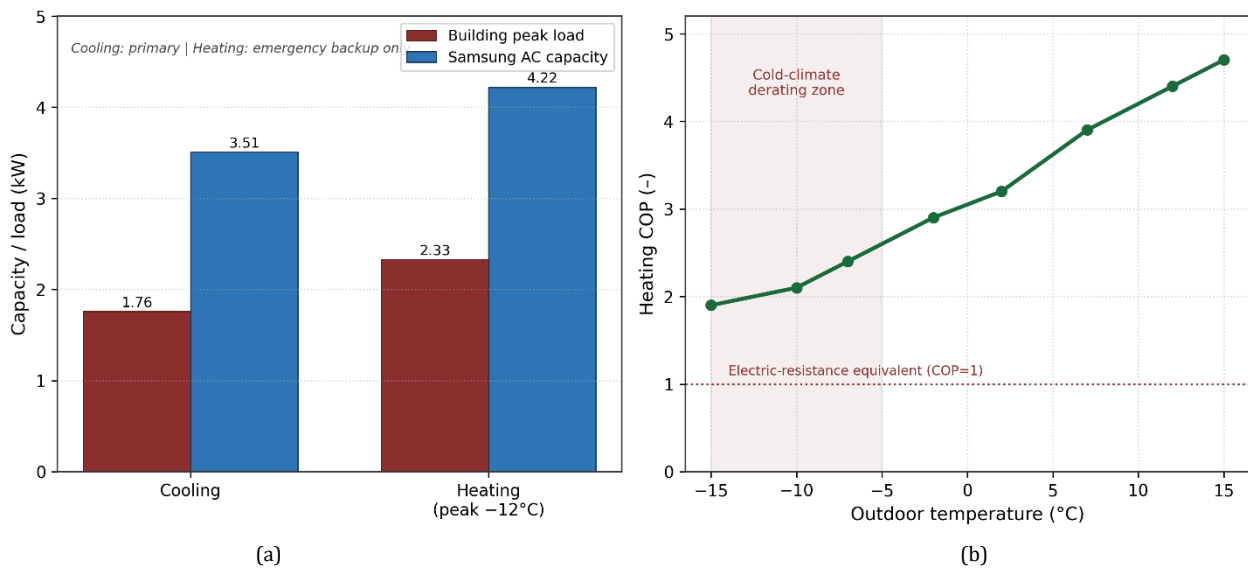 Capacity / load (kW)
5
4
3
2
1
0
Cooling: primary | Heating: emergency backup only
Building peak load
Samsung AC capacity
1.76
3.51
2.33
4.22
Cooling
Heating
(peak −12°C)
(a)
Heating COP (–)
5
4
3
2
1
0
Cold-climate
derating zone
Electric-resistance equivalent (COP=1)
−15
−10
−5
0
5
10
15
Outdoor temperature (°C)
(b)